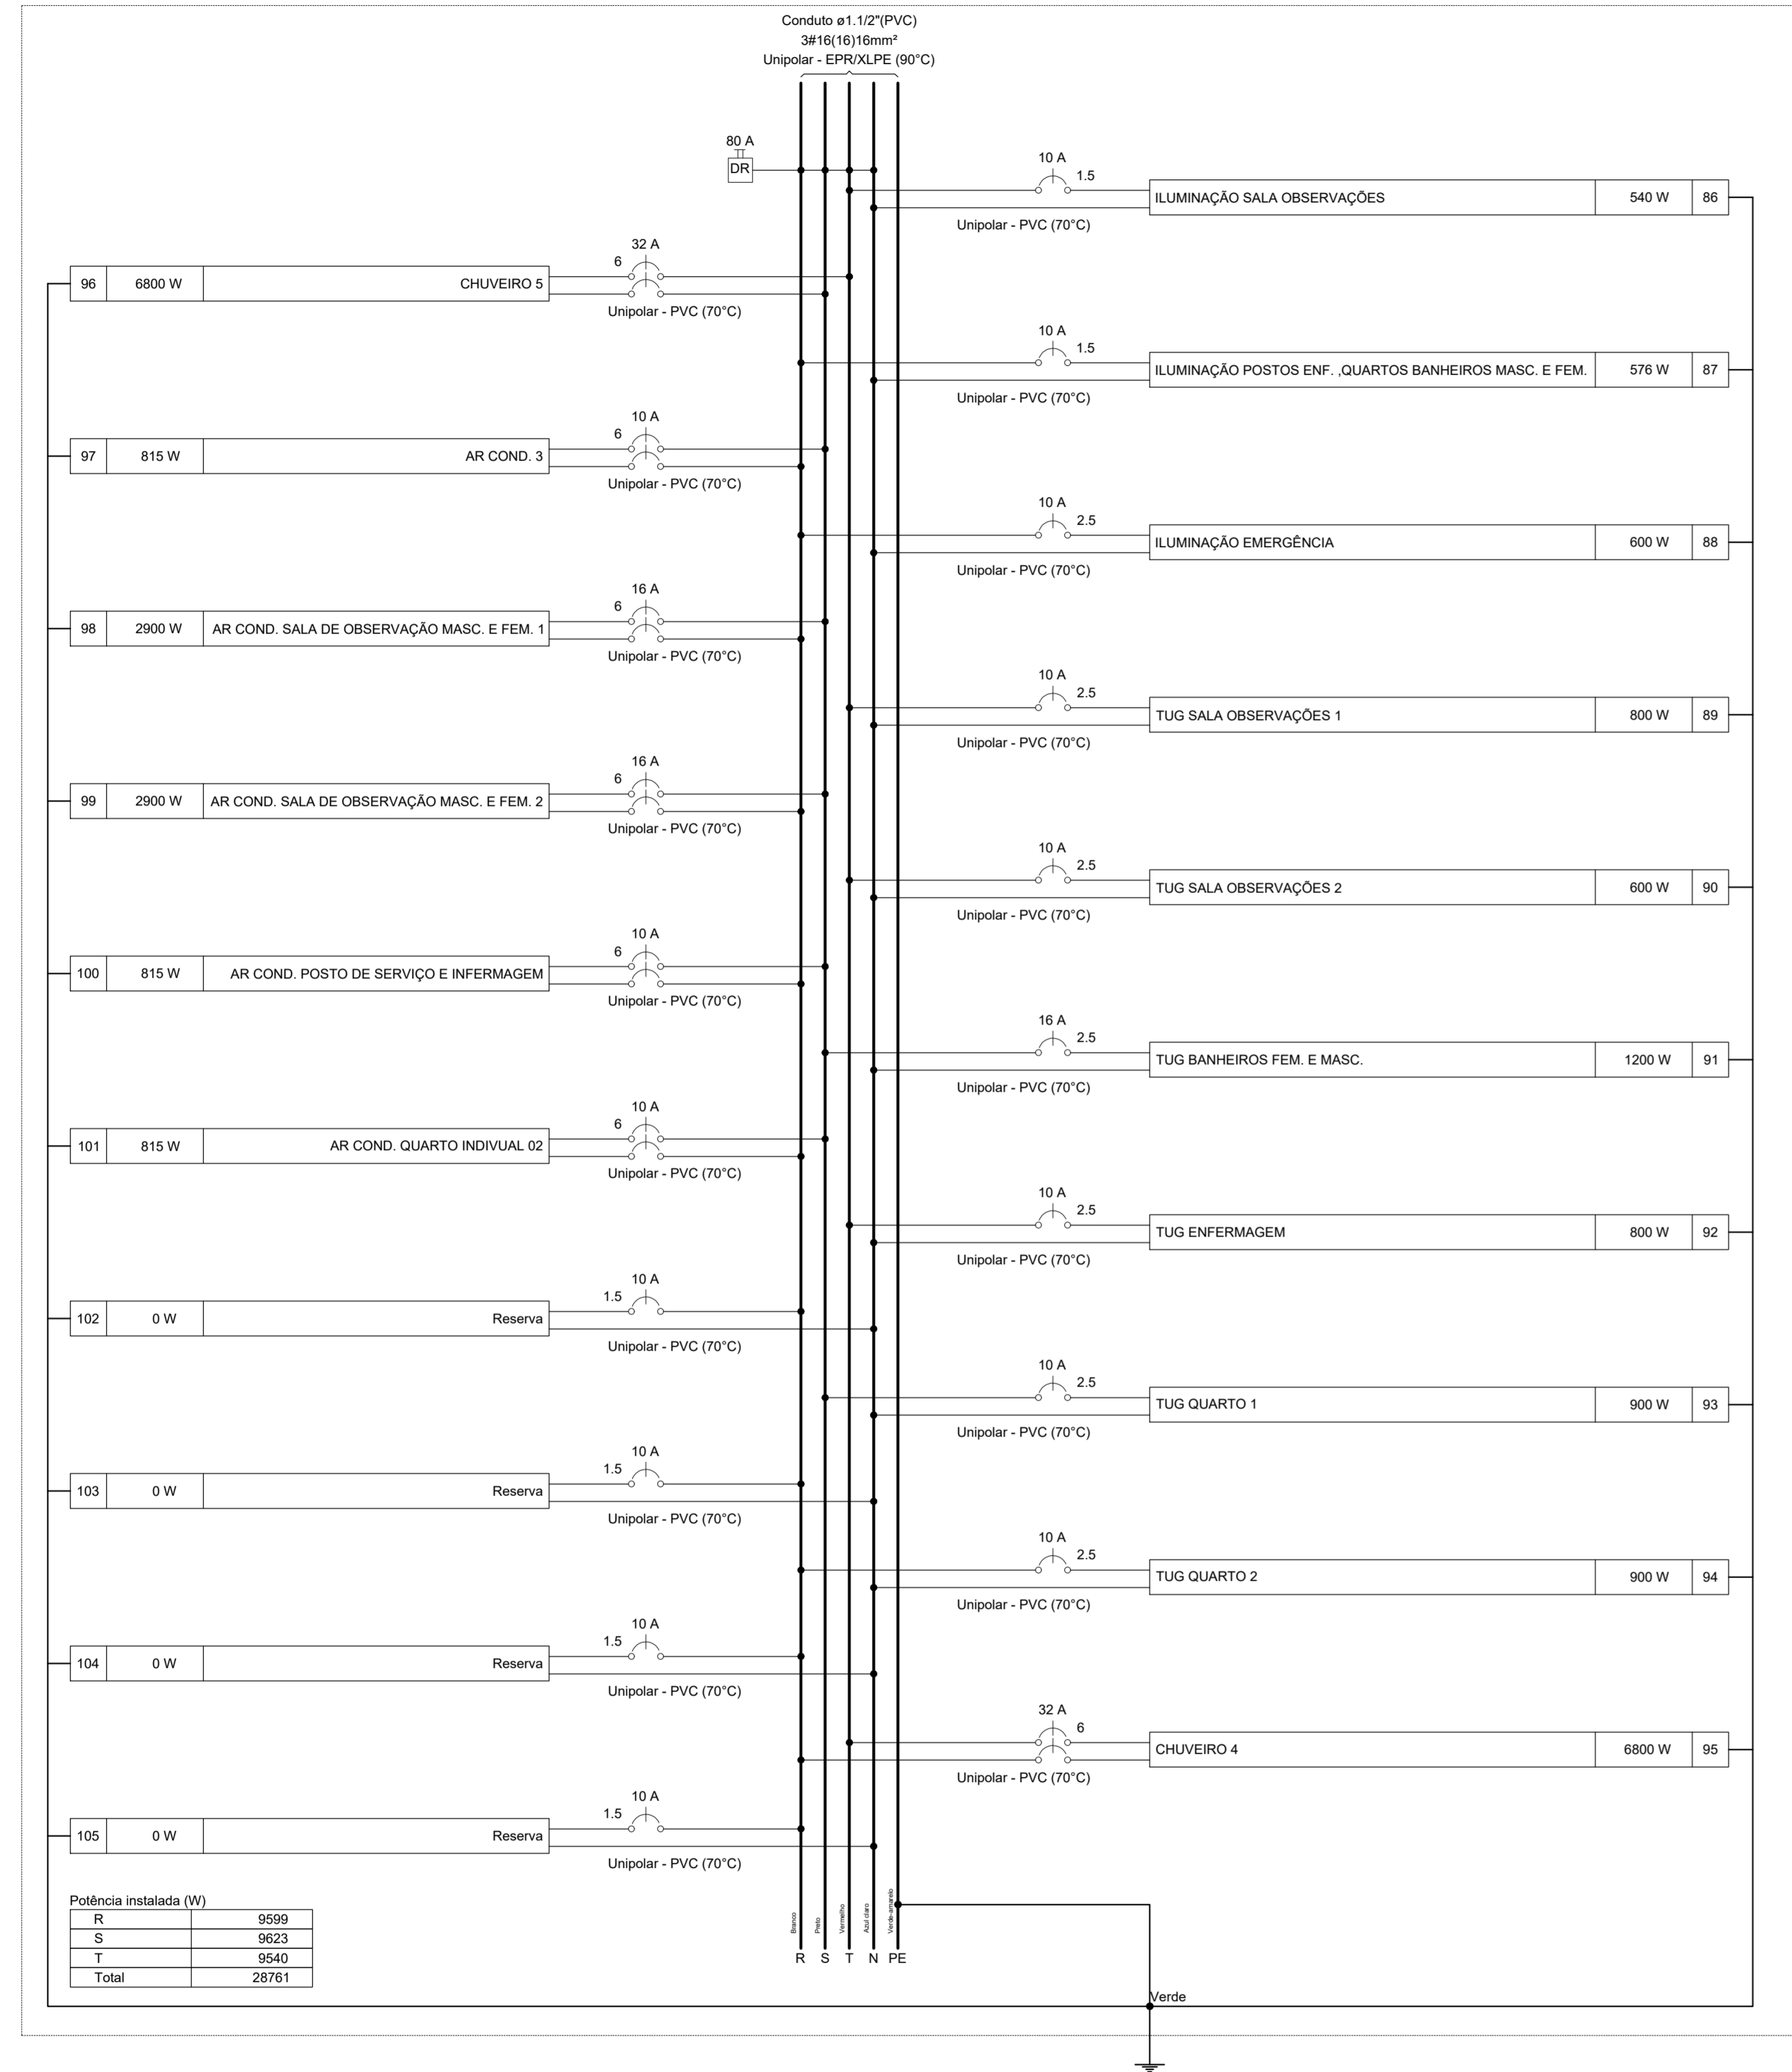 Conduto ø1.1/2"(PVC)
3#16(16)16mm²
Unipolar - EPR/XLPE (90°C)
80 A
DR
10 A
1.5
ILUMINAÇÃO SALA OBSERVAÇÕES 540 W 86
Unipolar - PVC (70°C)
32 A
6
96 6800 W CHUVEIRO 5
Unipolar - PVC (70°C)
10 A
1.5
ILUMINAÇÃO POSTOS ENF. ,QUARTOS BANHEIROS MASC. E FEM. 576 W 87
Unipolar - PVC (70°C)
10 A
6
97 815 W AR COND. 3
Unipolar - PVC (70°C)
10 A
2.5
ILUMINAÇÃO EMERGÊNCIA 600 W 88
Unipolar - PVC (70°C)
16 A
6
98 2900 W AR COND. SALA DE OBSERVAÇÃO MASC. E FEM. 1
Unipolar - PVC (70°C)
10 A
2.5
TUG SALA OBSERVAÇÕES 1 800 W 89
Unipolar - PVC (70°C)
16 A
6
99 2900 W AR COND. SALA DE OBSERVAÇÃO MASC. E FEM. 2
Unipolar - PVC (70°C)
10 A
2.5
TUG SALA OBSERVAÇÕES 2 600 W 90
Unipolar - PVC (70°C)
10 A
6
100 815 W AR COND. POSTO DE SERVIÇO E INFERMAGEM
Unipolar - PVC (70°C)
16 A
2.5
TUG BANHEIROS FEM. E MASC. 1200 W 91
Unipolar - PVC (70°C)
10 A
6
101 815 W AR COND. QUARTO INDIVUAL 02
Unipolar - PVC (70°C)
10 A
2.5
TUG ENFERMAGEM 800 W 92
Unipolar - PVC (70°C)
10 A
1.5
102 0 W Reserva
Unipolar - PVC (70°C)
10 A
2.5
TUG QUARTO 1 900 W 93
Unipolar - PVC (70°C)
10 A
1.5
103 0 W Reserva
Unipolar - PVC (70°C)
10 A
2.5
TUG QUARTO 2 900 W 94
Unipolar - PVC (70°C)
10 A
1.5
104 0 W Reserva
Unipolar - PVC (70°C)
32 A
6
CHUVEIRO 4 6800 W 95
Unipolar - PVC (70°C)
10 A
1.5
105 0 W Reserva
Unipolar - PVC (70°C)
Potência instalada (W)
R 9599
S 9623
T 9540
Total 28761
Branco
Preto
Vermelho
Azul claro
Verde-amarelo
R S T N PE
Verde